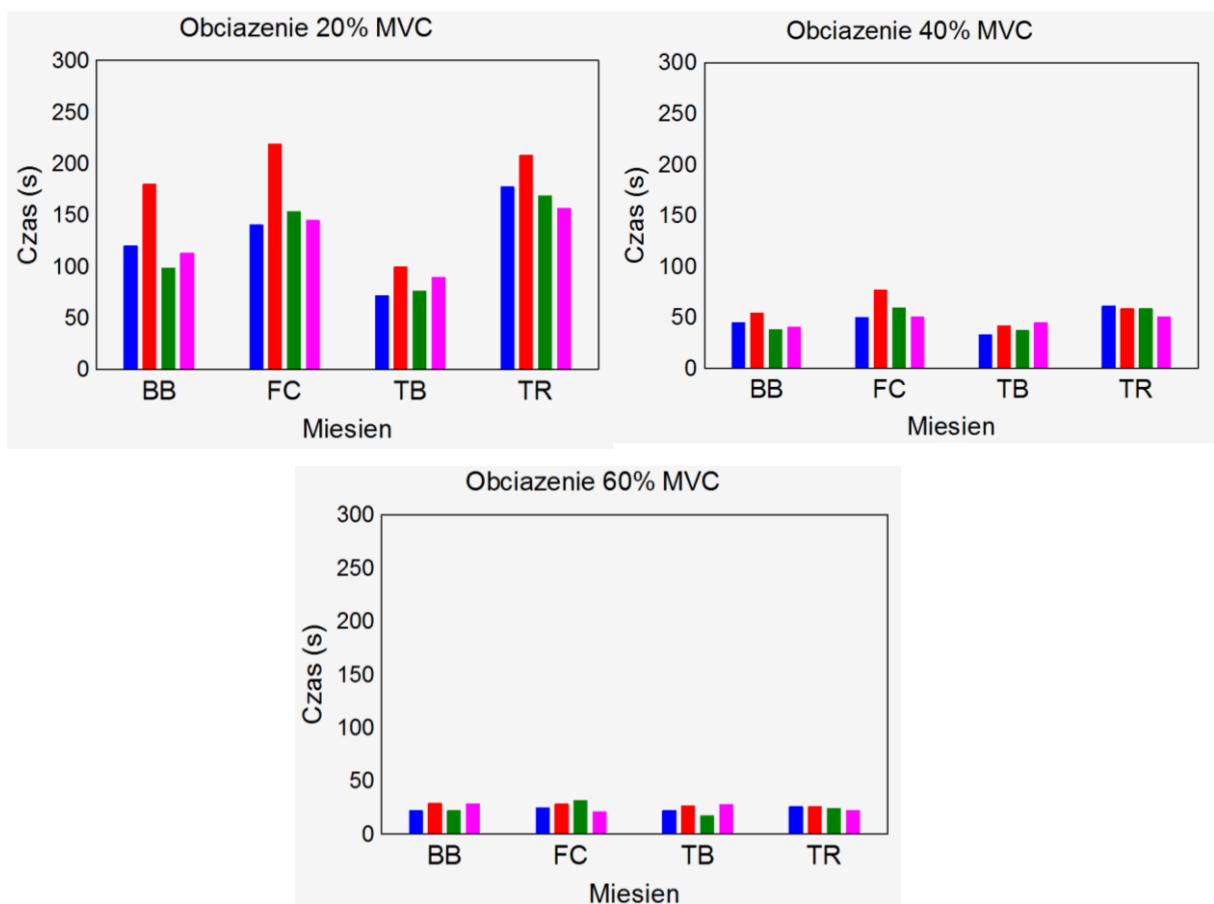 Obciazenie 20% MVC
300
250
200
150
100
50
0
Czas (s)
BB FC TB TR
Miesien
Obciazenie 40% MVC
300
250
200
150
100
50
0
Czas (s)
BB FC TB TR
Miesien
Obciazenie 60% MVC
300
250
200
150
100
50
0
Czas (s)
BB FC TB TR
Miesien